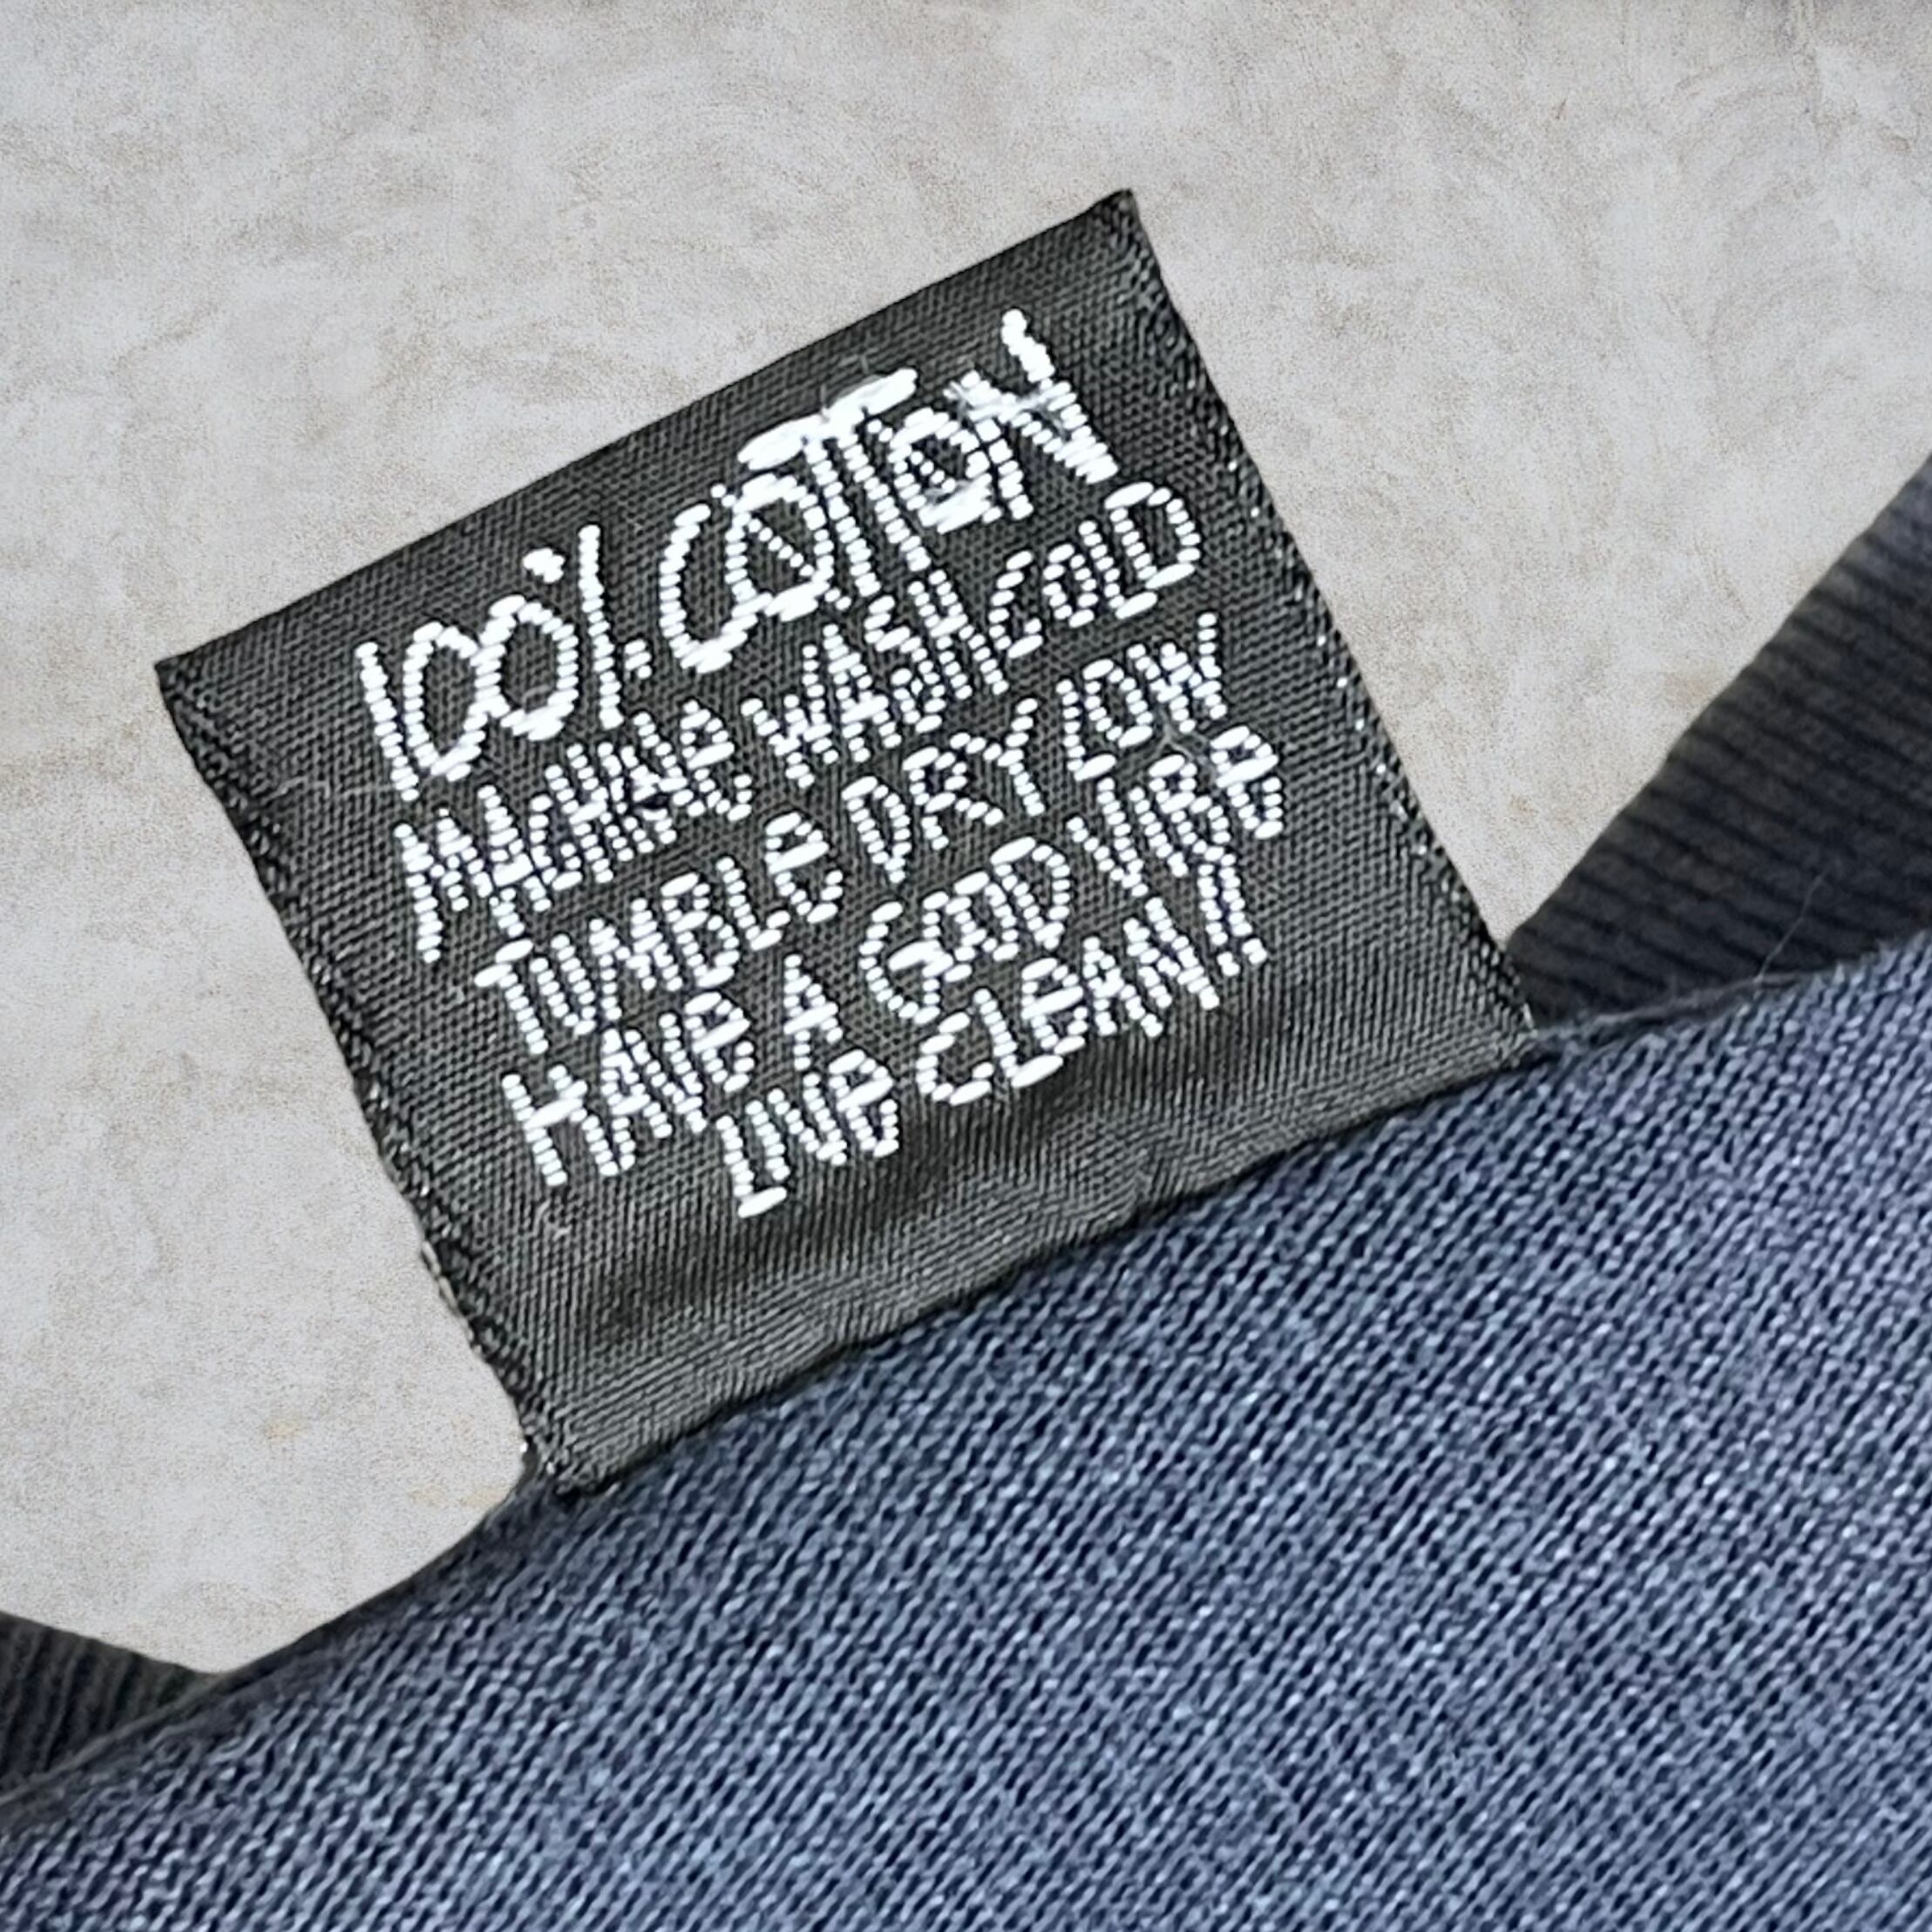 100% COTTON
MACHINE WASH COLD
TUMBLE DRY LOW
HAVE A GOOD VIBE
LIVE CLEAN!!